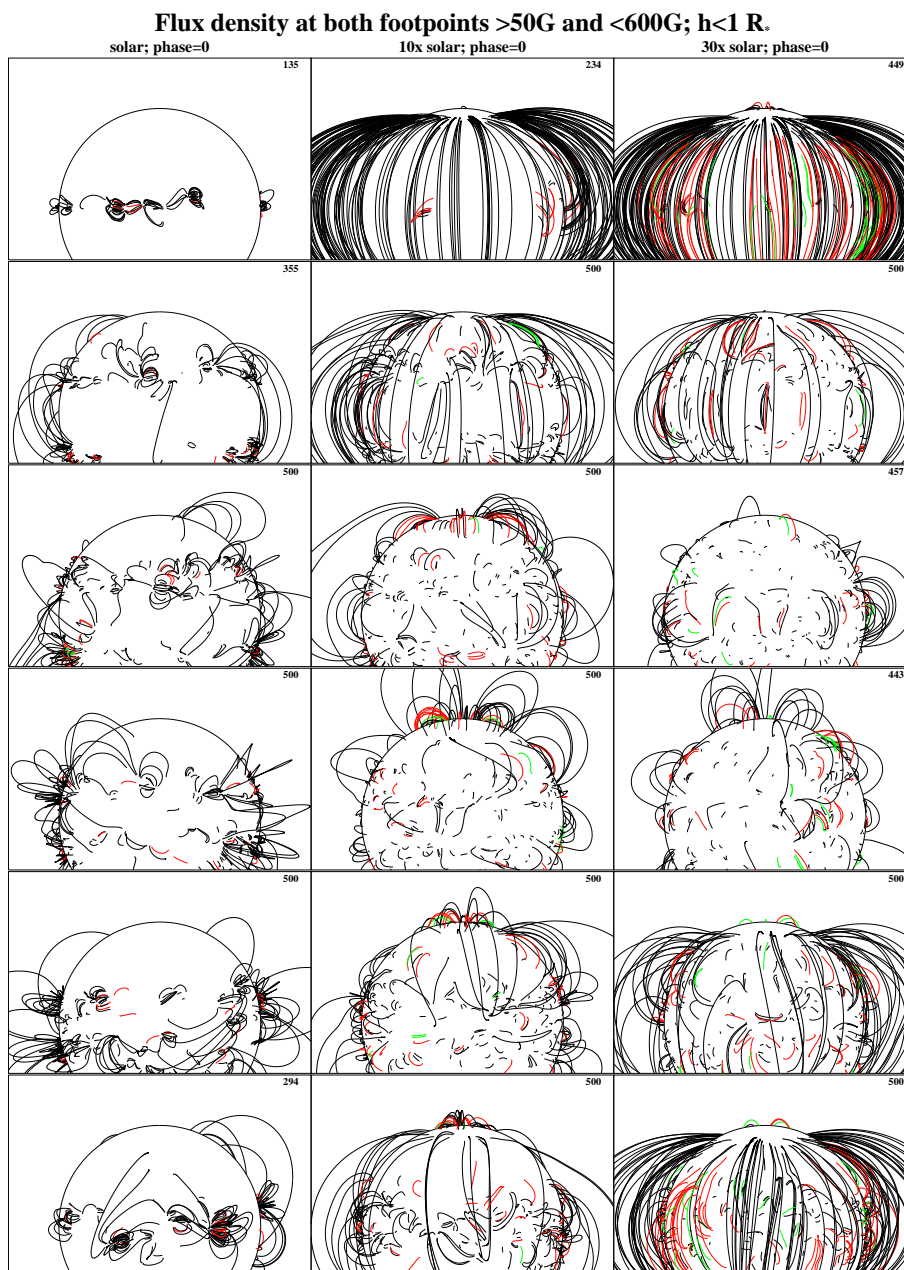 Flux density at both footpoints >50G and <600G; h<1 R*
solar; phase=0 10x solar; phase=0 30x solar; phase=0
135 234 449
355 500 500
500 500 457
500 500 443
500 500 500
294 500 500